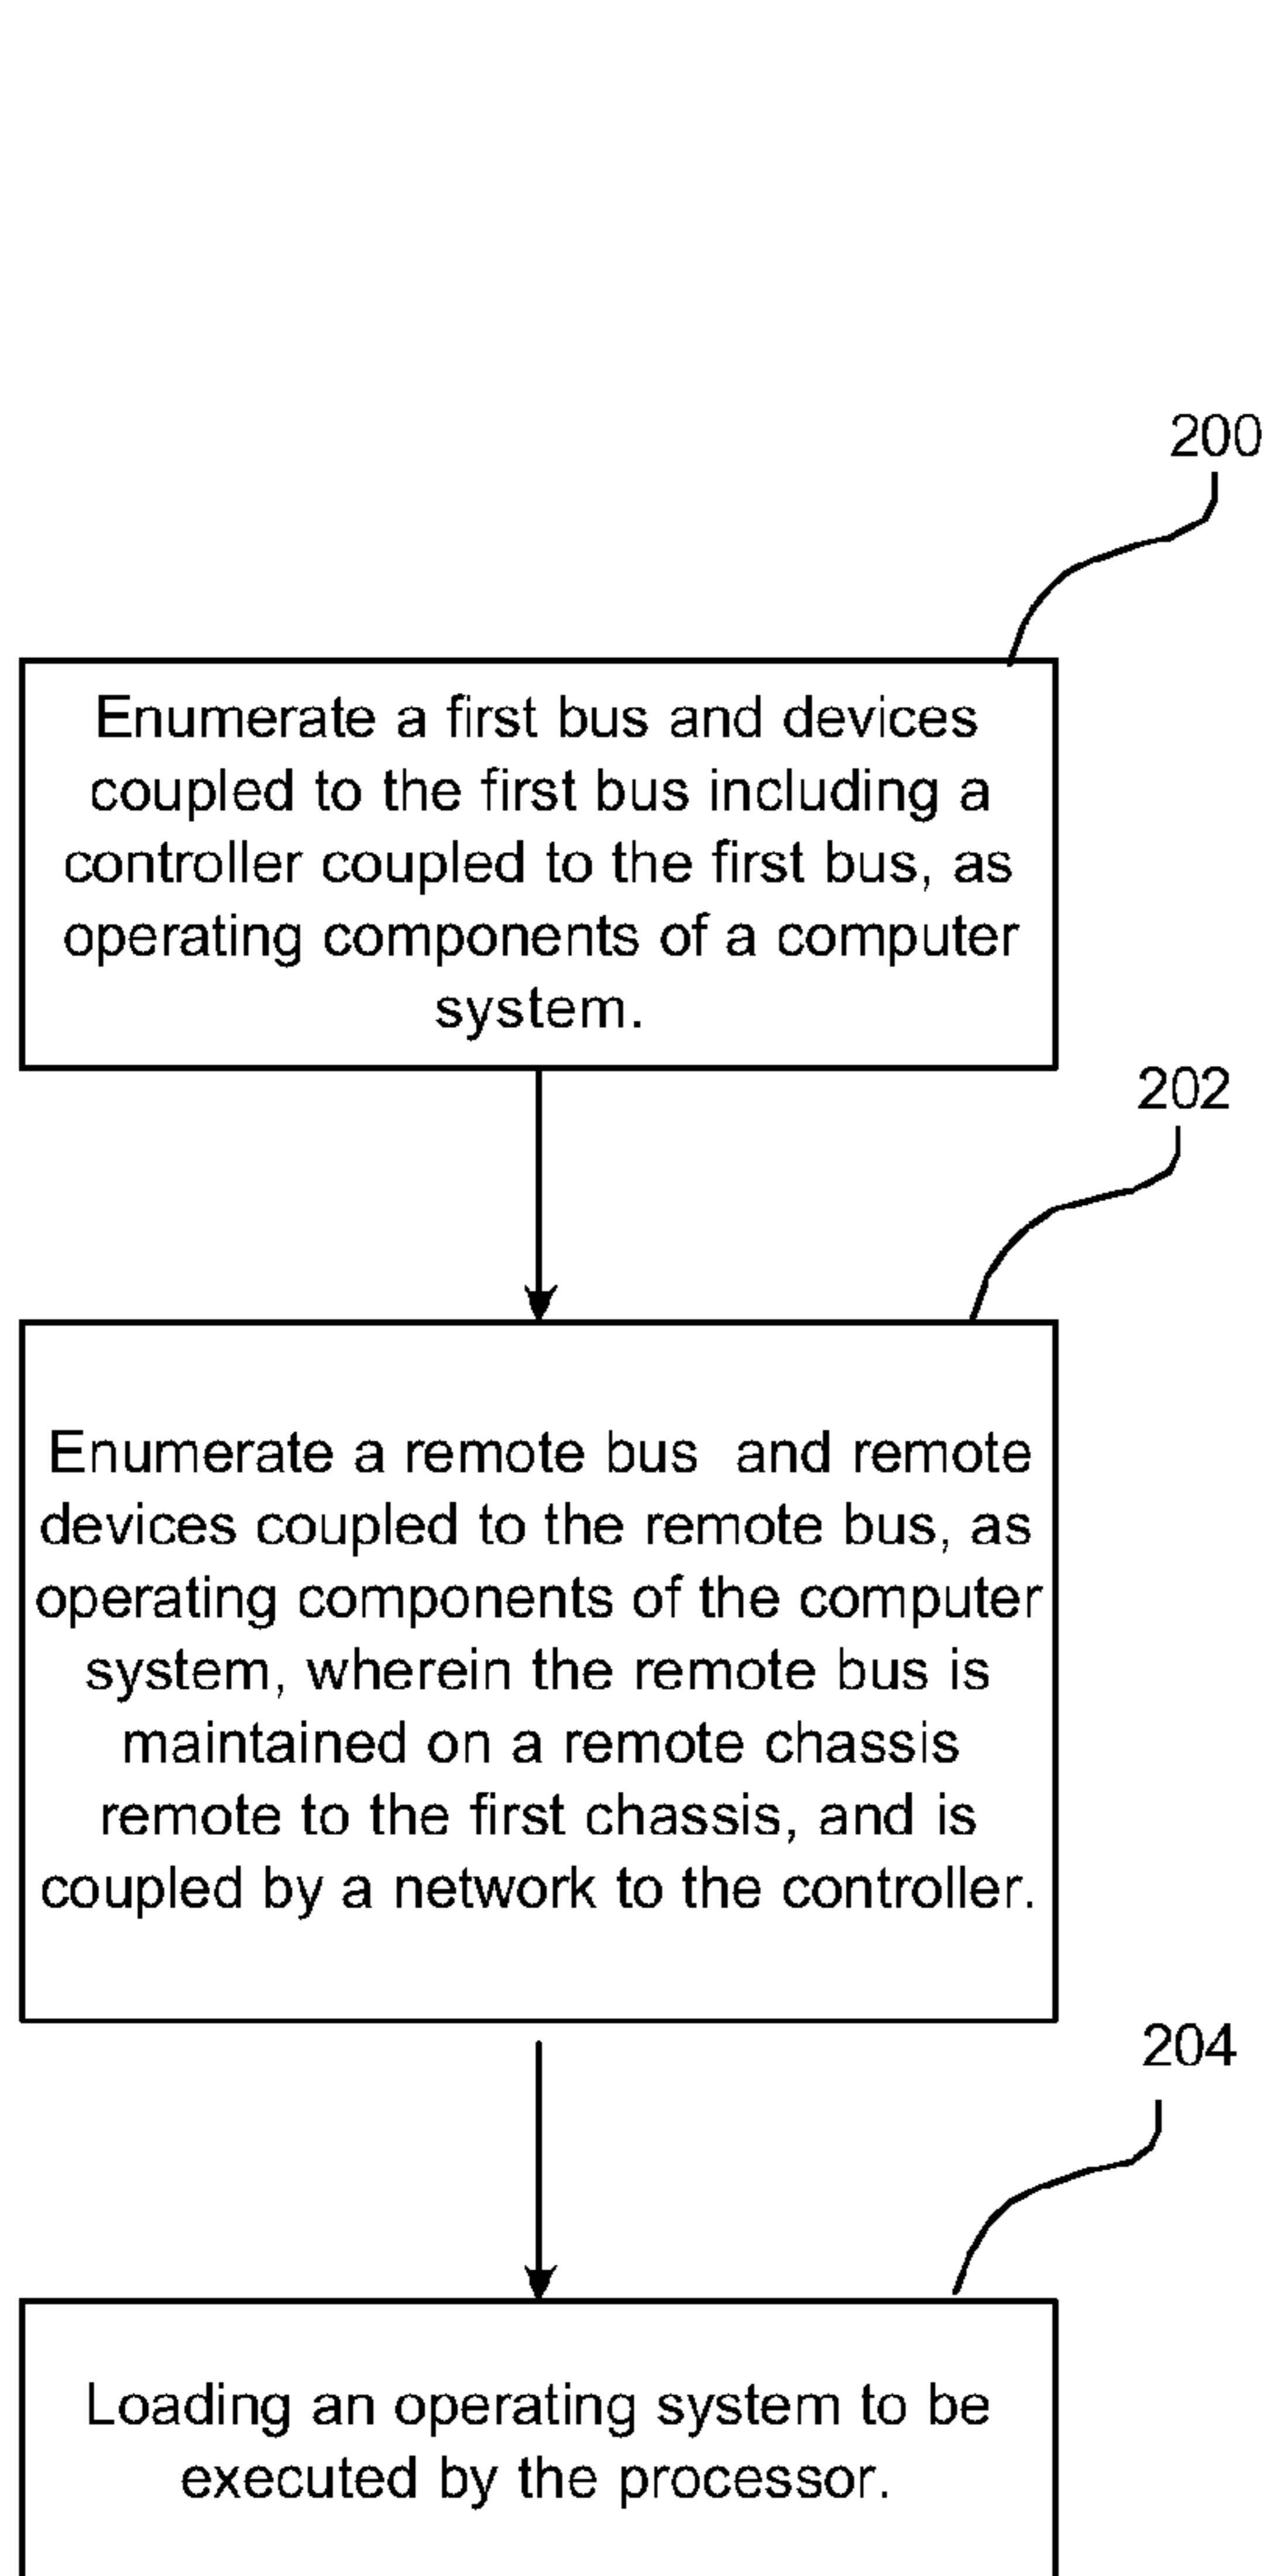 200
Enumerate a first bus and devices
coupled to the first bus including a
controller coupled to the first bus, as
operating components of a computer
system.
202
Enumerate a remote bus  and remote
devices coupled to the remote bus, as
operating components of the computer
system, wherein the remote bus is
maintained on a remote chassis
remote to the first chassis, and is
coupled by a network to the controller.
204
Loading an operating system to be
executed by the processor.